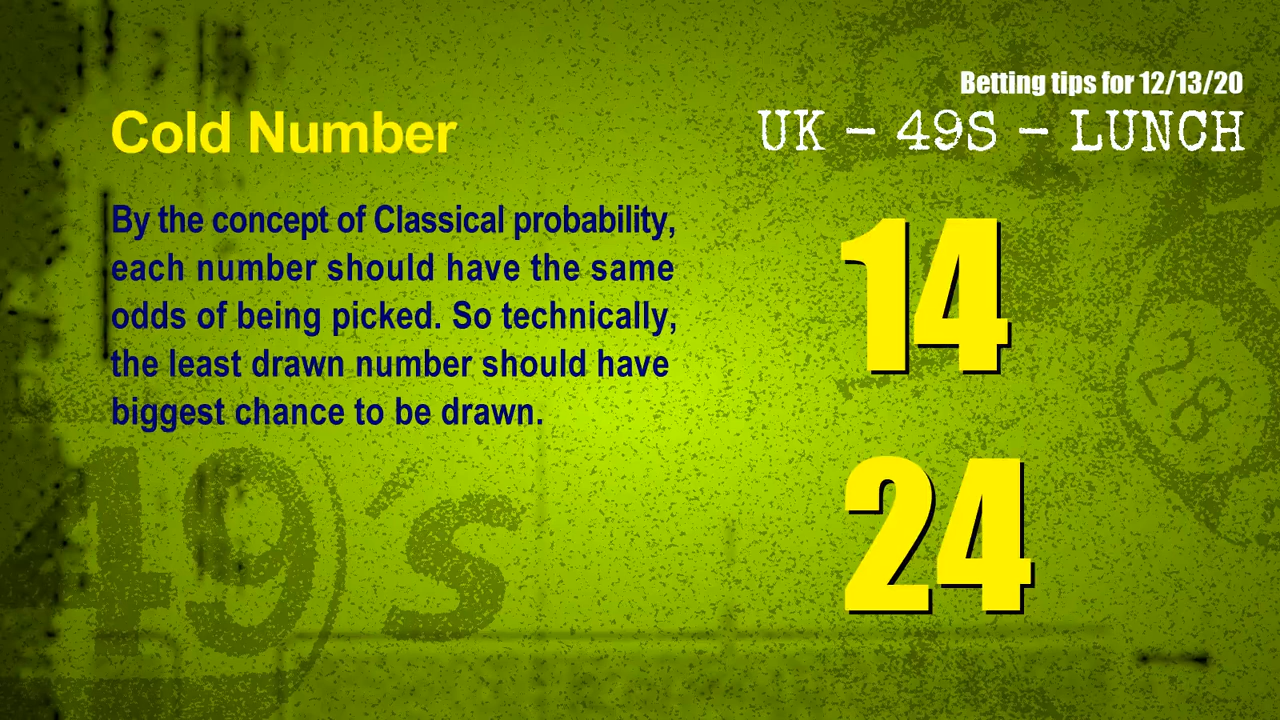 Betting tips for 12/13/20
UK - 49S - LUNCH
Cold Number
By the concept of Classical probability,
each number should have the same
odds of being picked. So technically,
the least drawn number should have
biggest chance to be drawn.
14
24
28
49's